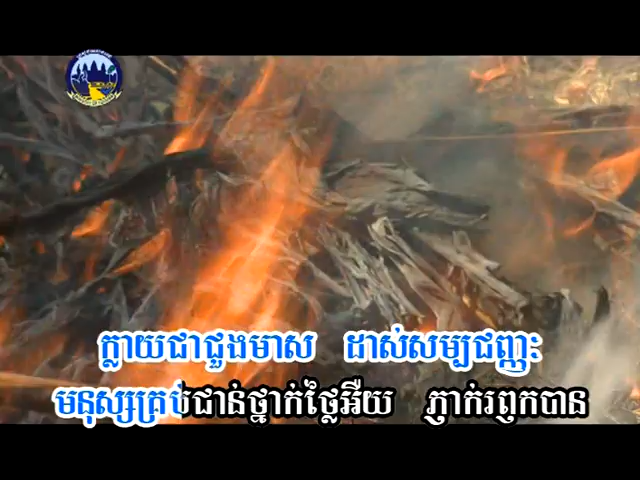 ក្លាយជាជួងមាស ដាស់សម្បជញ្ញៈ
មនុស្សគ្រប់ជាន់ថ្នាក់ថ្លៃអើយ ភ្ញាក់រឭកបាន